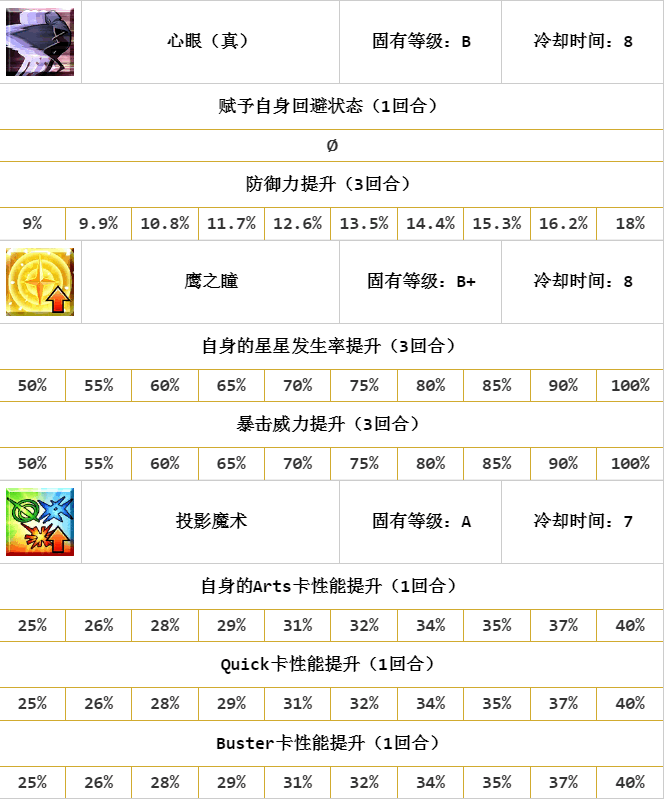 心眼（真） 固有等级：B 冷却时间：8
赋予自身回避状态（1回合）
Ø
防御力提升（3回合）
9% 9.9% 10.8% 11.7% 12.6% 13.5% 14.4% 15.3% 16.2% 18%
鹰之瞳 固有等级：B+ 冷却时间：8
自身的星星发生率提升（3回合）
50% 55% 60% 65% 70% 75% 80% 85% 90% 100%
暴击威力提升（3回合）
50% 55% 60% 65% 70% 75% 80% 85% 90% 100%
投影魔术 固有等级：A 冷却时间：7
自身的Arts卡性能提升（1回合）
25% 26% 28% 29% 31% 32% 34% 35% 37% 40%
Quick卡性能提升（1回合）
25% 26% 28% 29% 31% 32% 34% 35% 37% 40%
Buster卡性能提升（1回合）
25% 26% 28% 29% 31% 32% 34% 35% 37% 40%